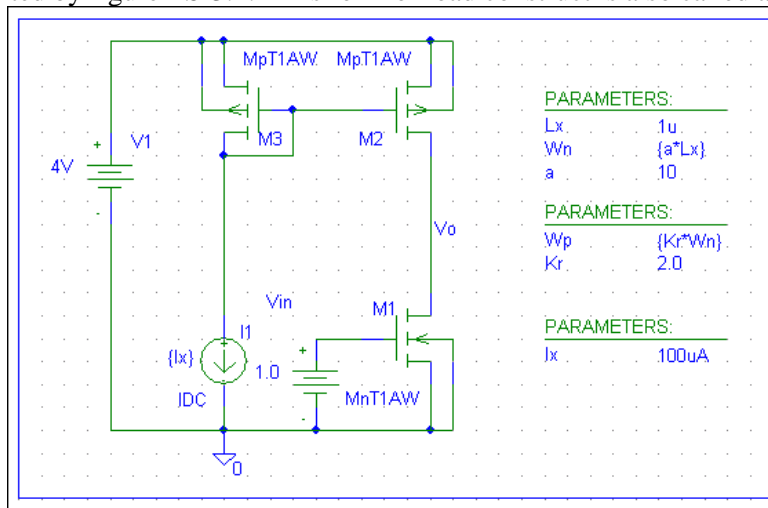 MpT1AW MpT1AW
PARAMETERS:
Lx 1u
Wn {a*Lx}
a 10
V1
4V
M3
M2
PARAMETERS:
Wp {Kr*Wn}
Kr 2.0
Vo
Vin
M1
I1
{Ix}
1.0
IDC
MnT1AW
PARAMETERS:
Ix 100uA
0